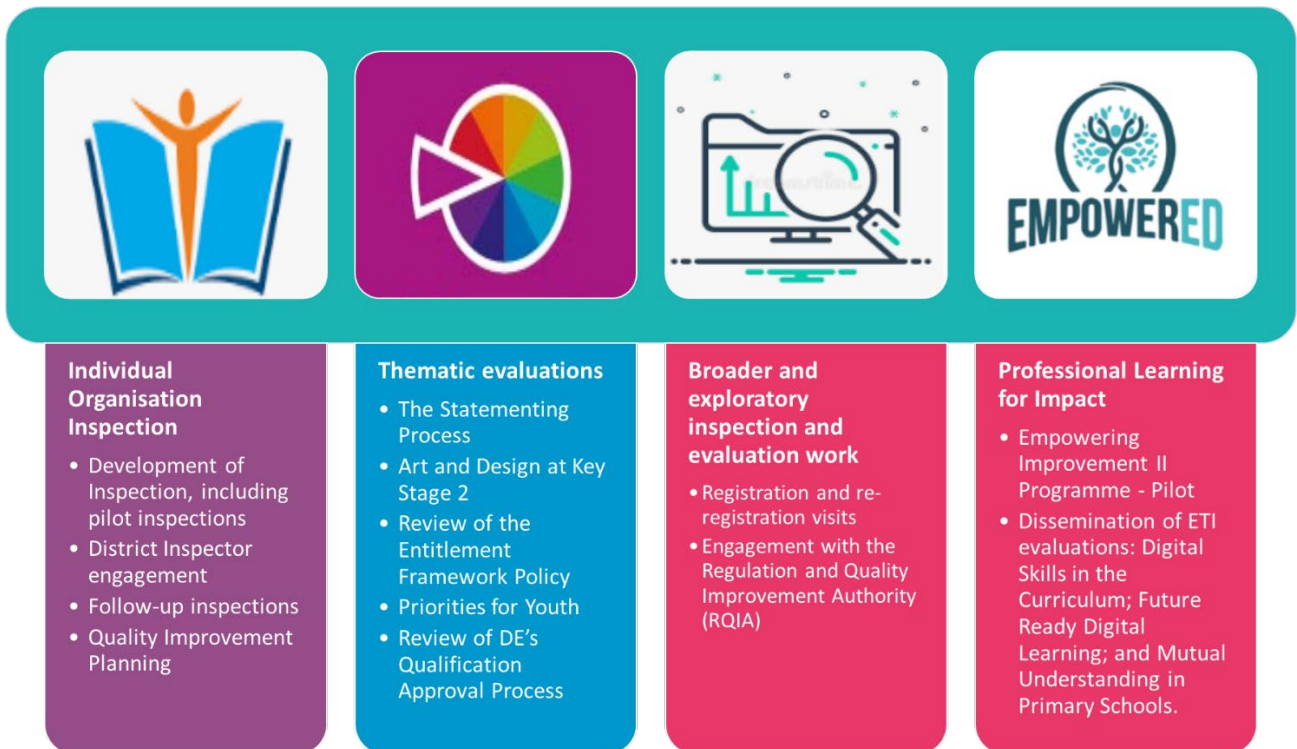 EMPOWERED
Individual
Organisation
Inspection
• Development of
Inspection, including
pilot inspections
• District Inspector
engagement
• Follow-up inspections
• Quality Improvement
Planning
Thematic evaluations
• The Statementing
Process
• Art and Design at Key
Stage 2
• Review of the
Entitlement
Framework Policy
• Priorities for Youth
• Review of DE’s
Qualification
Approval Process
Broader and
exploratory
inspection and
evaluation work
• Registration and re-
registration visits
• Engagement with the
Regulation and Quality
Improvement Authority
(RQIA)
Professional Learning
for Impact
• Empowering
Improvement II
Programme - Pilot
• Dissemination of ETI
evaluations: Digital
Skills in the
Curriculum; Future
Ready Digital
Learning; and Mutual
Understanding in
Primary Schools.